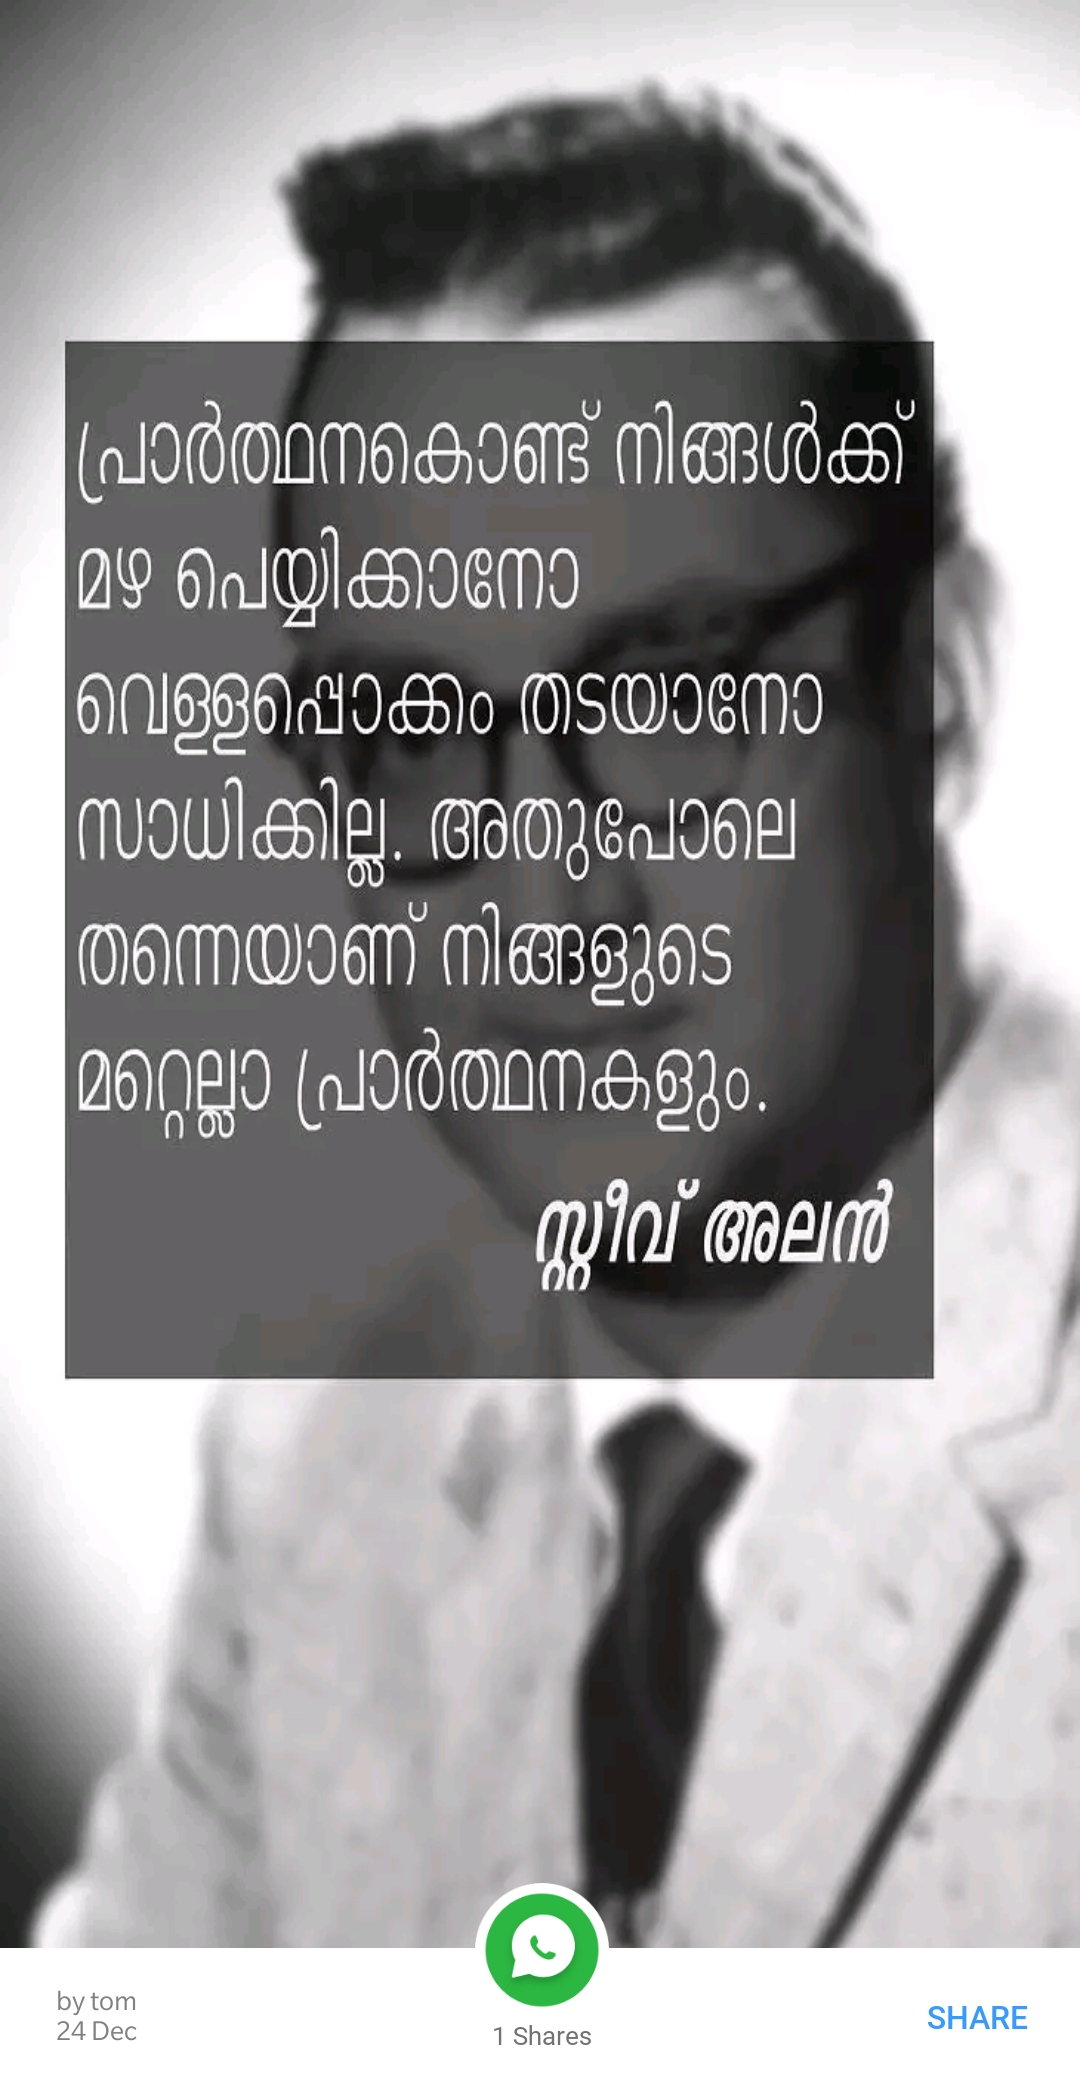 പ്രാർത്ഥനകൊണ്ട് നിങ്ങൾക്ക്
മഴ പെയ്യിക്കാനോ
വെള്ളപ്പൊക്കം തടയാനോ
സാധിക്കില്ല. അതുപോലെ
തന്നെയാണ് നിങ്ങളുടെ
മറ്റെല്ലാ പ്രാർത്ഥനകളും.
സ്റ്റീവ് അലൻ
by tom
24 Dec
1 Shares
SHARE